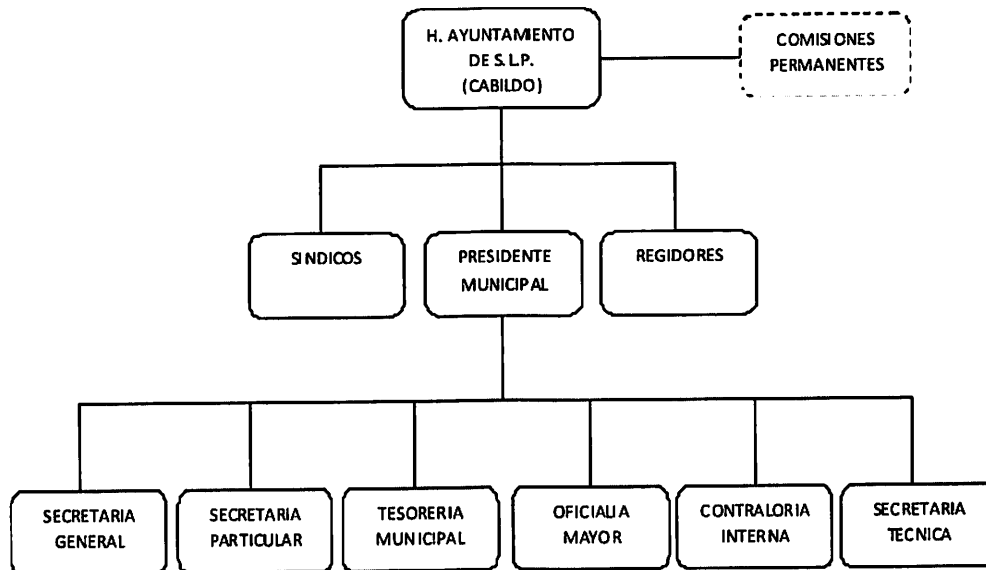 H. AYUNTAMIENTO
DE S.L.P.
(CABILDO)
COMISIONES
PERMANENTES
SINDICOS
PRESIDENTE
MUNICIPAL
REGIDORES
SECRETARIA
GENERAL
SECRETARIA
PARTICULAR
TESORERIA
MUNICIPAL
OFICIALIA
MAYOR
CONTRALORIA
INTERNA
SECRETARIA
TECNICA